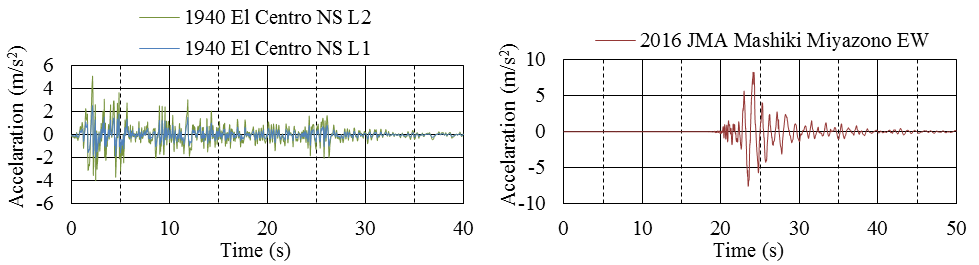 1940 El Centro NS L2
1940 El Centro NS L1
Accelaration (m/s²)
6
4
2
0
-2
-4
-6
0 10 20 30 40
Time (s)
2016 JMA Mashiki Miyazono EW
Accelaration (m/s²)
10
5
0
-5
-10
0 10 20 30 40 50
Time (s)